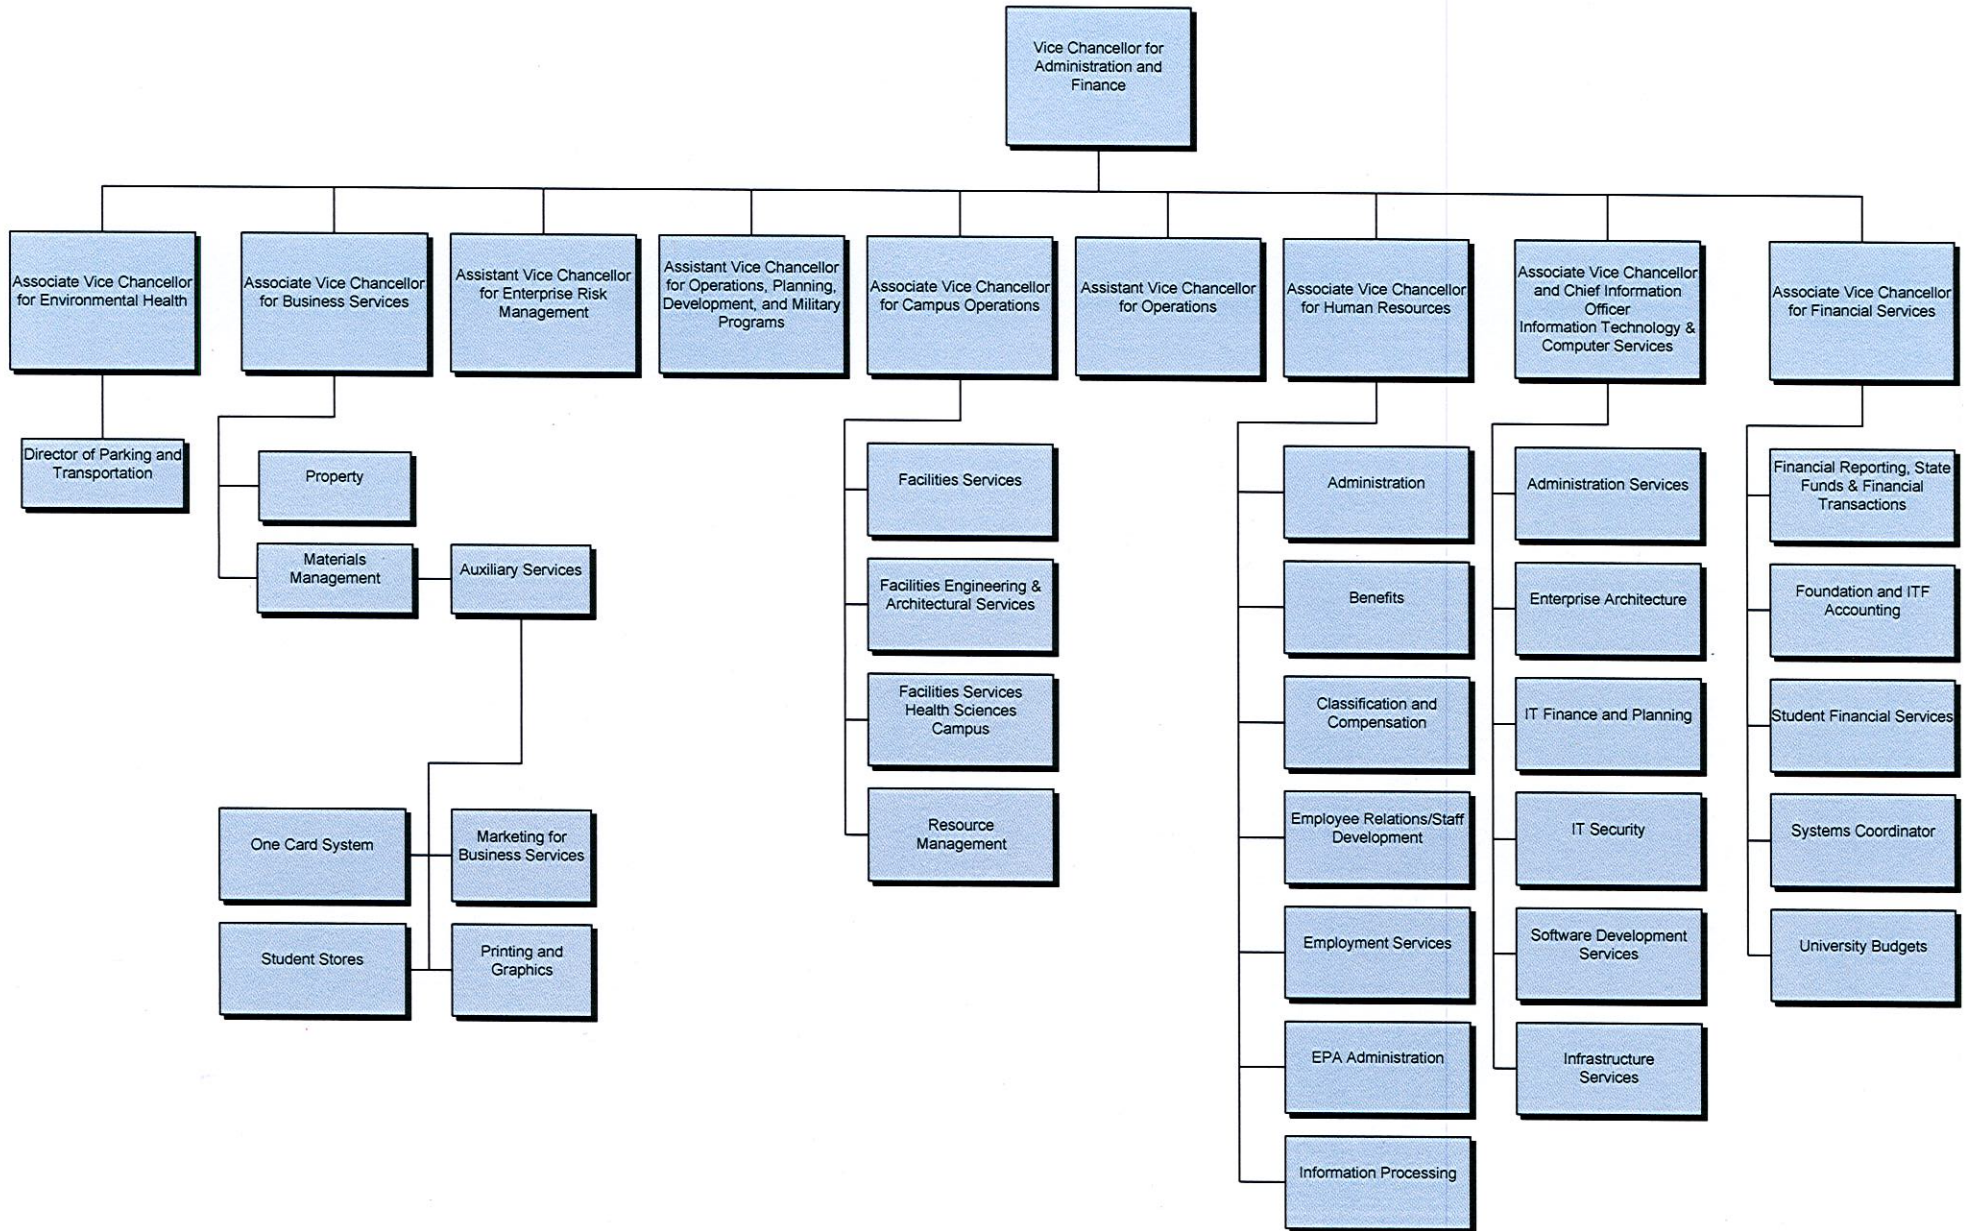 Vice Chancellor for
Administration and
Finance
Associate Vice Chancellor
for Environmental Health
Associate Vice Chancellor
for Business Services
Assistant Vice Chancellor
for Enterprise Risk
Management
Assistant Vice Chancellor
for Operations, Planning,
Development, and Military
Programs
Associate Vice Chancellor
for Campus Operations
Assistant Vice Chancellor
for Operations
Associate Vice Chancellor
for Human Resources
Associate Vice Chancellor
and Chief Information
Officer
Information Technology &
Computer Services
Associate Vice Chancellor
for Financial Services
Director of Parking and
Transportation
Property
Materials
Management
Auxiliary Services
One Card System
Marketing for
Business Services
Student Stores
Printing and
Graphics
Facilities Services
Facilities Engineering &
Architectural Services
Facilities Services
Health Sciences
Campus
Resource
Management
Administration
Benefits
Classification and
Compensation
Employee Relations/Staff
Development
Employment Services
EPA Administration
Information Processing
Administration Services
Enterprise Architecture
IT Finance and Planning
IT Security
Software Development
Services
Infrastructure
Services
Financial Reporting, State
Funds & Financial
Transactions
Foundation and ITF
Accounting
Student Financial Services
Systems Coordinator
University Budgets